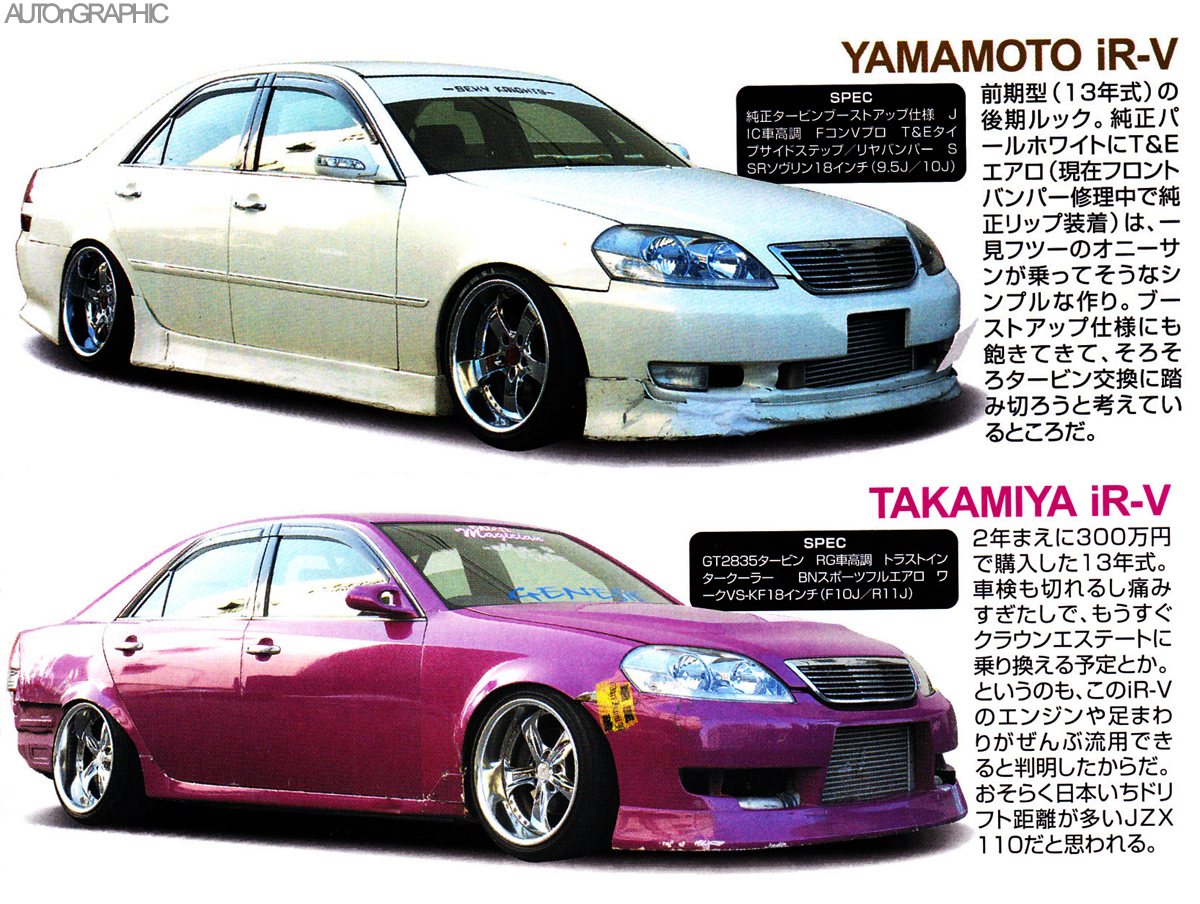 AUTOnGRAPHIC
YAMAMOTO iR-V
SPEC
純正タービンブーストアップ仕様　J
IC車高調　FコンVプロ　T&Eタイ
プサイドステップ／リヤバンパー　S
SRソヴリン18インチ（9.5J／10J）
前期型（13年式）の
後期ルック。純正パ
ールホワイトにT&E
エアロ（現在フロント
バンパー修理中で純
正リップ装着）は、一
見フツーのオニーサ
ンが乗ってそうなシ
ンプルな作り。ブー
ストアップ仕様にも
飽きてきて、そろそ
ろタービン交換に踏
み切ろうと考えてい
るところだ。
-SEXY KNIGHTS-
TAKAMIYA iR-V
SPEC
GT2835タービン　RG車高調　トラストイン
タークーラー　　BNスポーツフルエアロ　ワ
ークVS-KF18インチ（F10J／R11J）
2年まえに300万円
で購入した13年式。
車検も切れるし痛み
すぎたしで、もうすぐ
クラウンエステートに
乗り換える予定とか。
というのも、このiR-V
のエンジンや足まわ
りがぜんぶ流用でき
ると判明したからだ。
おそらく日本いちドリ
フト距離が多いJZX
110だと思われる。
Magician
GENESIS